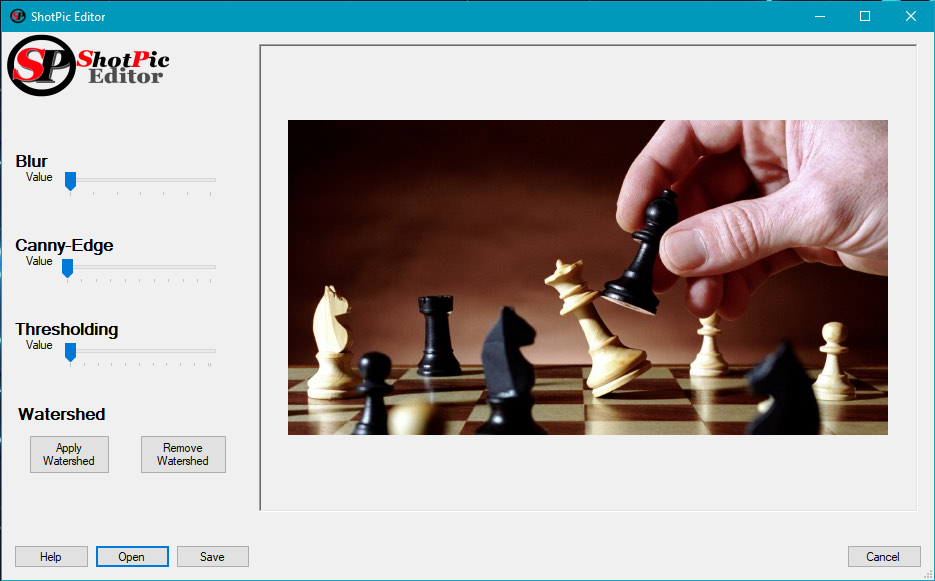 ShotPic Editor
SP ShotPic
Editor
Blur
Value
Canny-Edge
Value
Thresholding
Value
Watershed
Apply
Watershed
Remove
Watershed
Help
Open
Save
Cancel